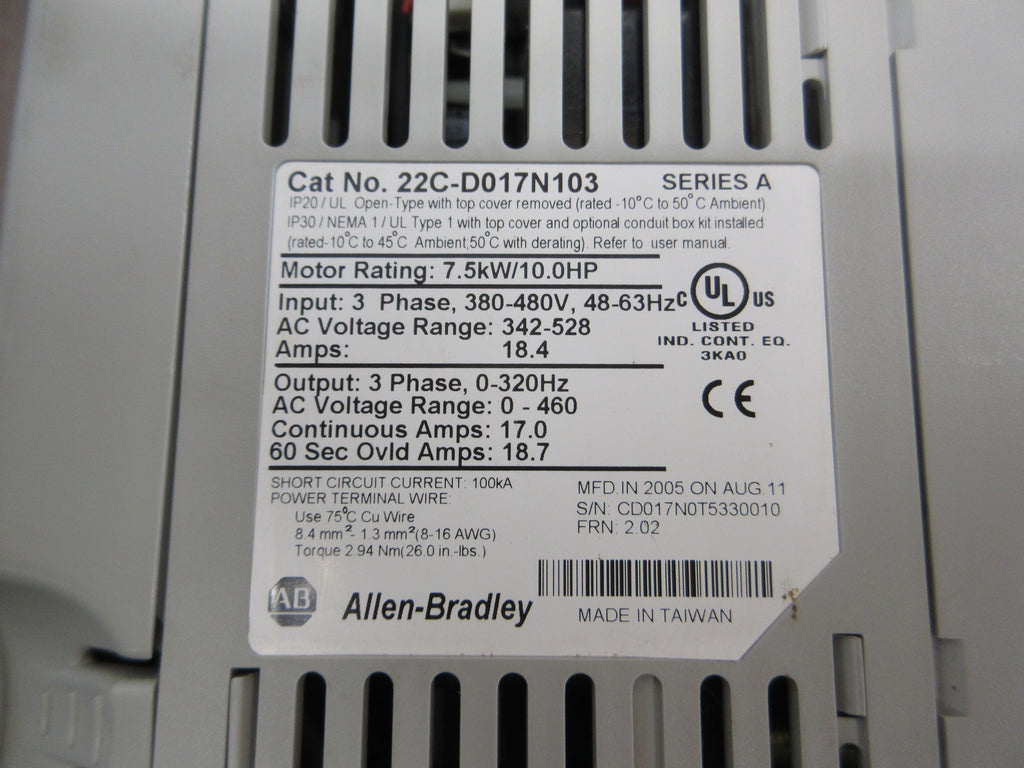 Cat No. 22C-D017N103 SERIES A
IP20 / UL Open-Type with top cover removed (rated -10°C to 50°C Ambient)
IP30 / NEMA 1 / UL Type 1 with top cover and optional conduit box kit installed
(rated-10°C to 45°C Ambient,50°C with derating). Refer to user manual.
Motor Rating: 7.5kW/10.0HP
Input: 3 Phase, 380-480V, 48-63Hz
AC Voltage Range: 342-528
Amps: 18.4
C UL US
LISTED
IND. CONT. EQ.
3KA0
Output: 3 Phase, 0-320Hz
AC Voltage Range: 0 - 460
Continuous Amps: 17.0
60 Sec Ovld Amps: 18.7
CE
SHORT CIRCUIT CURRENT: 100kA
POWER TERMINAL WIRE:
Use 75°C Cu Wire
8.4 mm²- 1.3 mm²(8-16 AWG)
Torque 2.94 Nm(26.0 in.-lbs.)
MFD.IN 2005 ON AUG.11
S/N: CD017N0T5330010
FRN: 2.02
AB Allen-Bradley
MADE IN TAIWAN